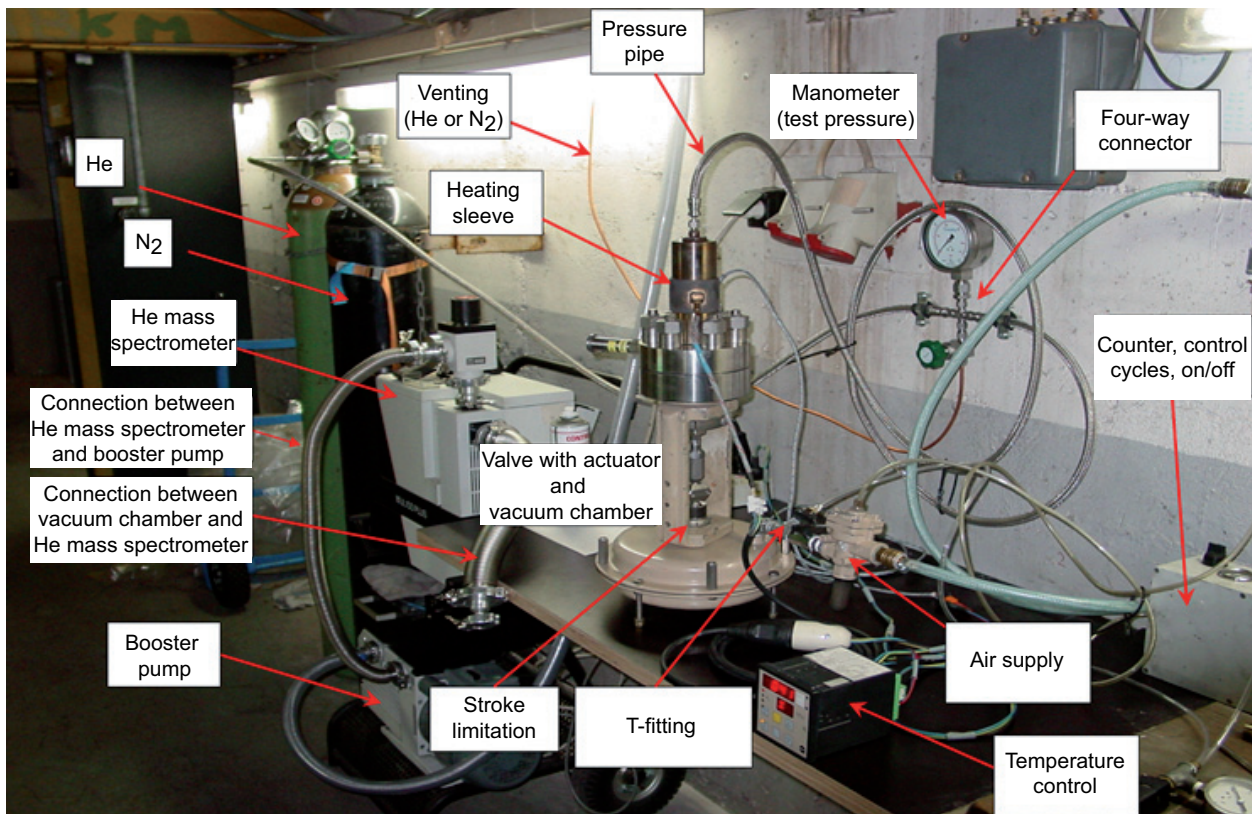 Pressure
pipe
Venting
(He or N2)
Manometer
(test pressure)
Four-way
connector
He
Heating
sleeve
N2
He mass
spectrometer
Counter, control
cycles, on/off
Connection between
He mass spectrometer
and booster pump
Valve with actuator
and
vacuum chamber
Connection between
vacuum chamber and
He mass spectrometer
Booster
pump
Stroke
limitation
T-fitting
Air supply
Temperature
control